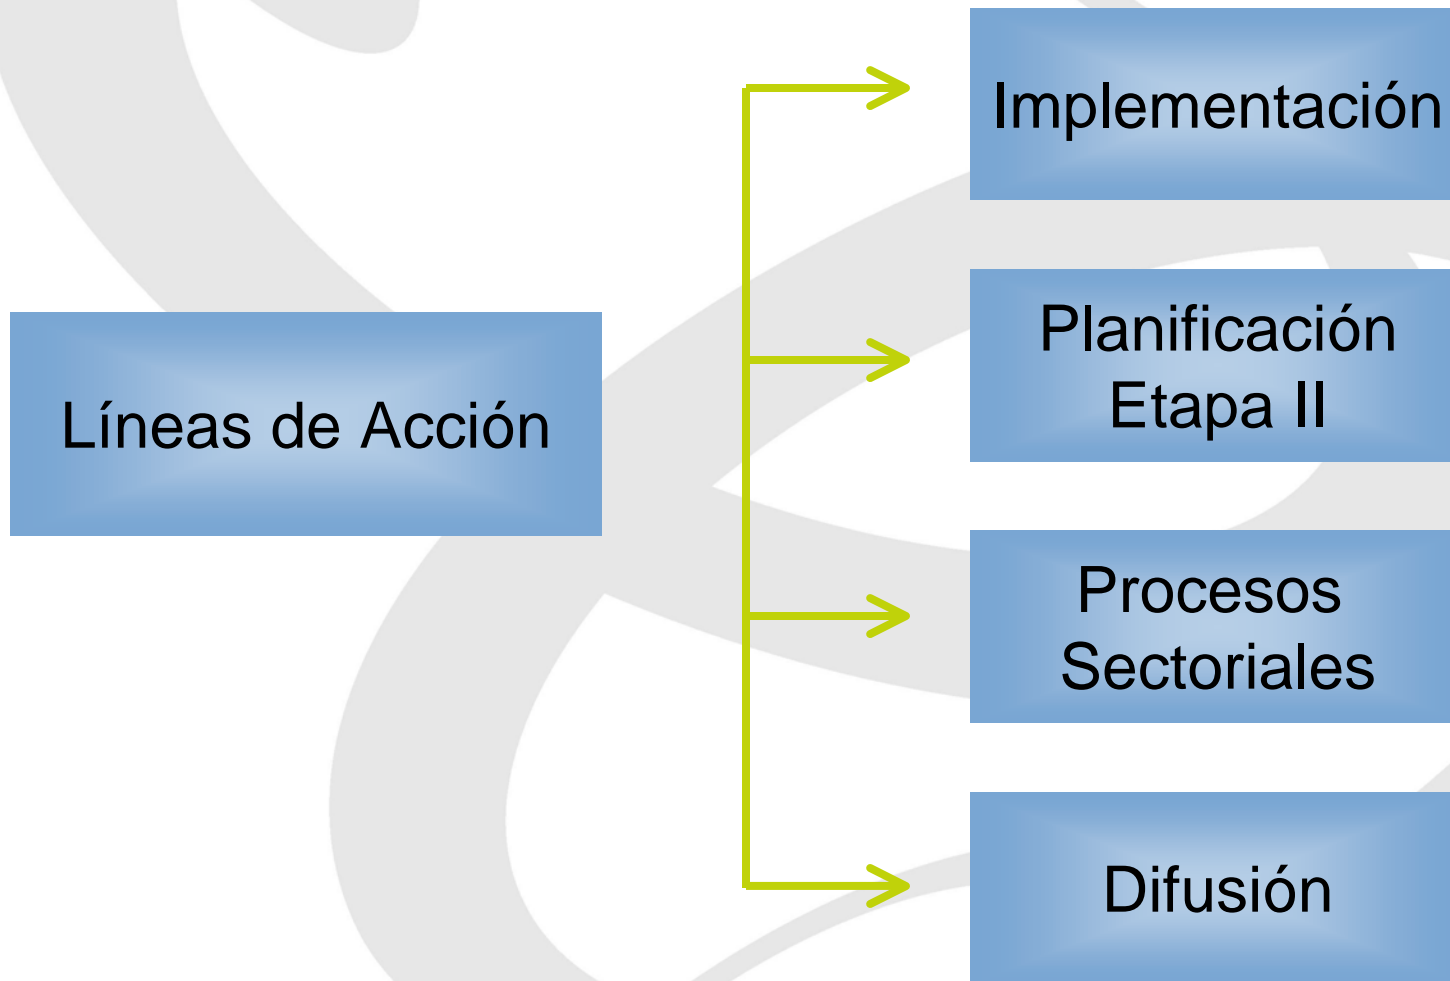 Líneas de Acción
Implementación
Planificación
Etapa II
Procesos
Sectoriales
Difusión